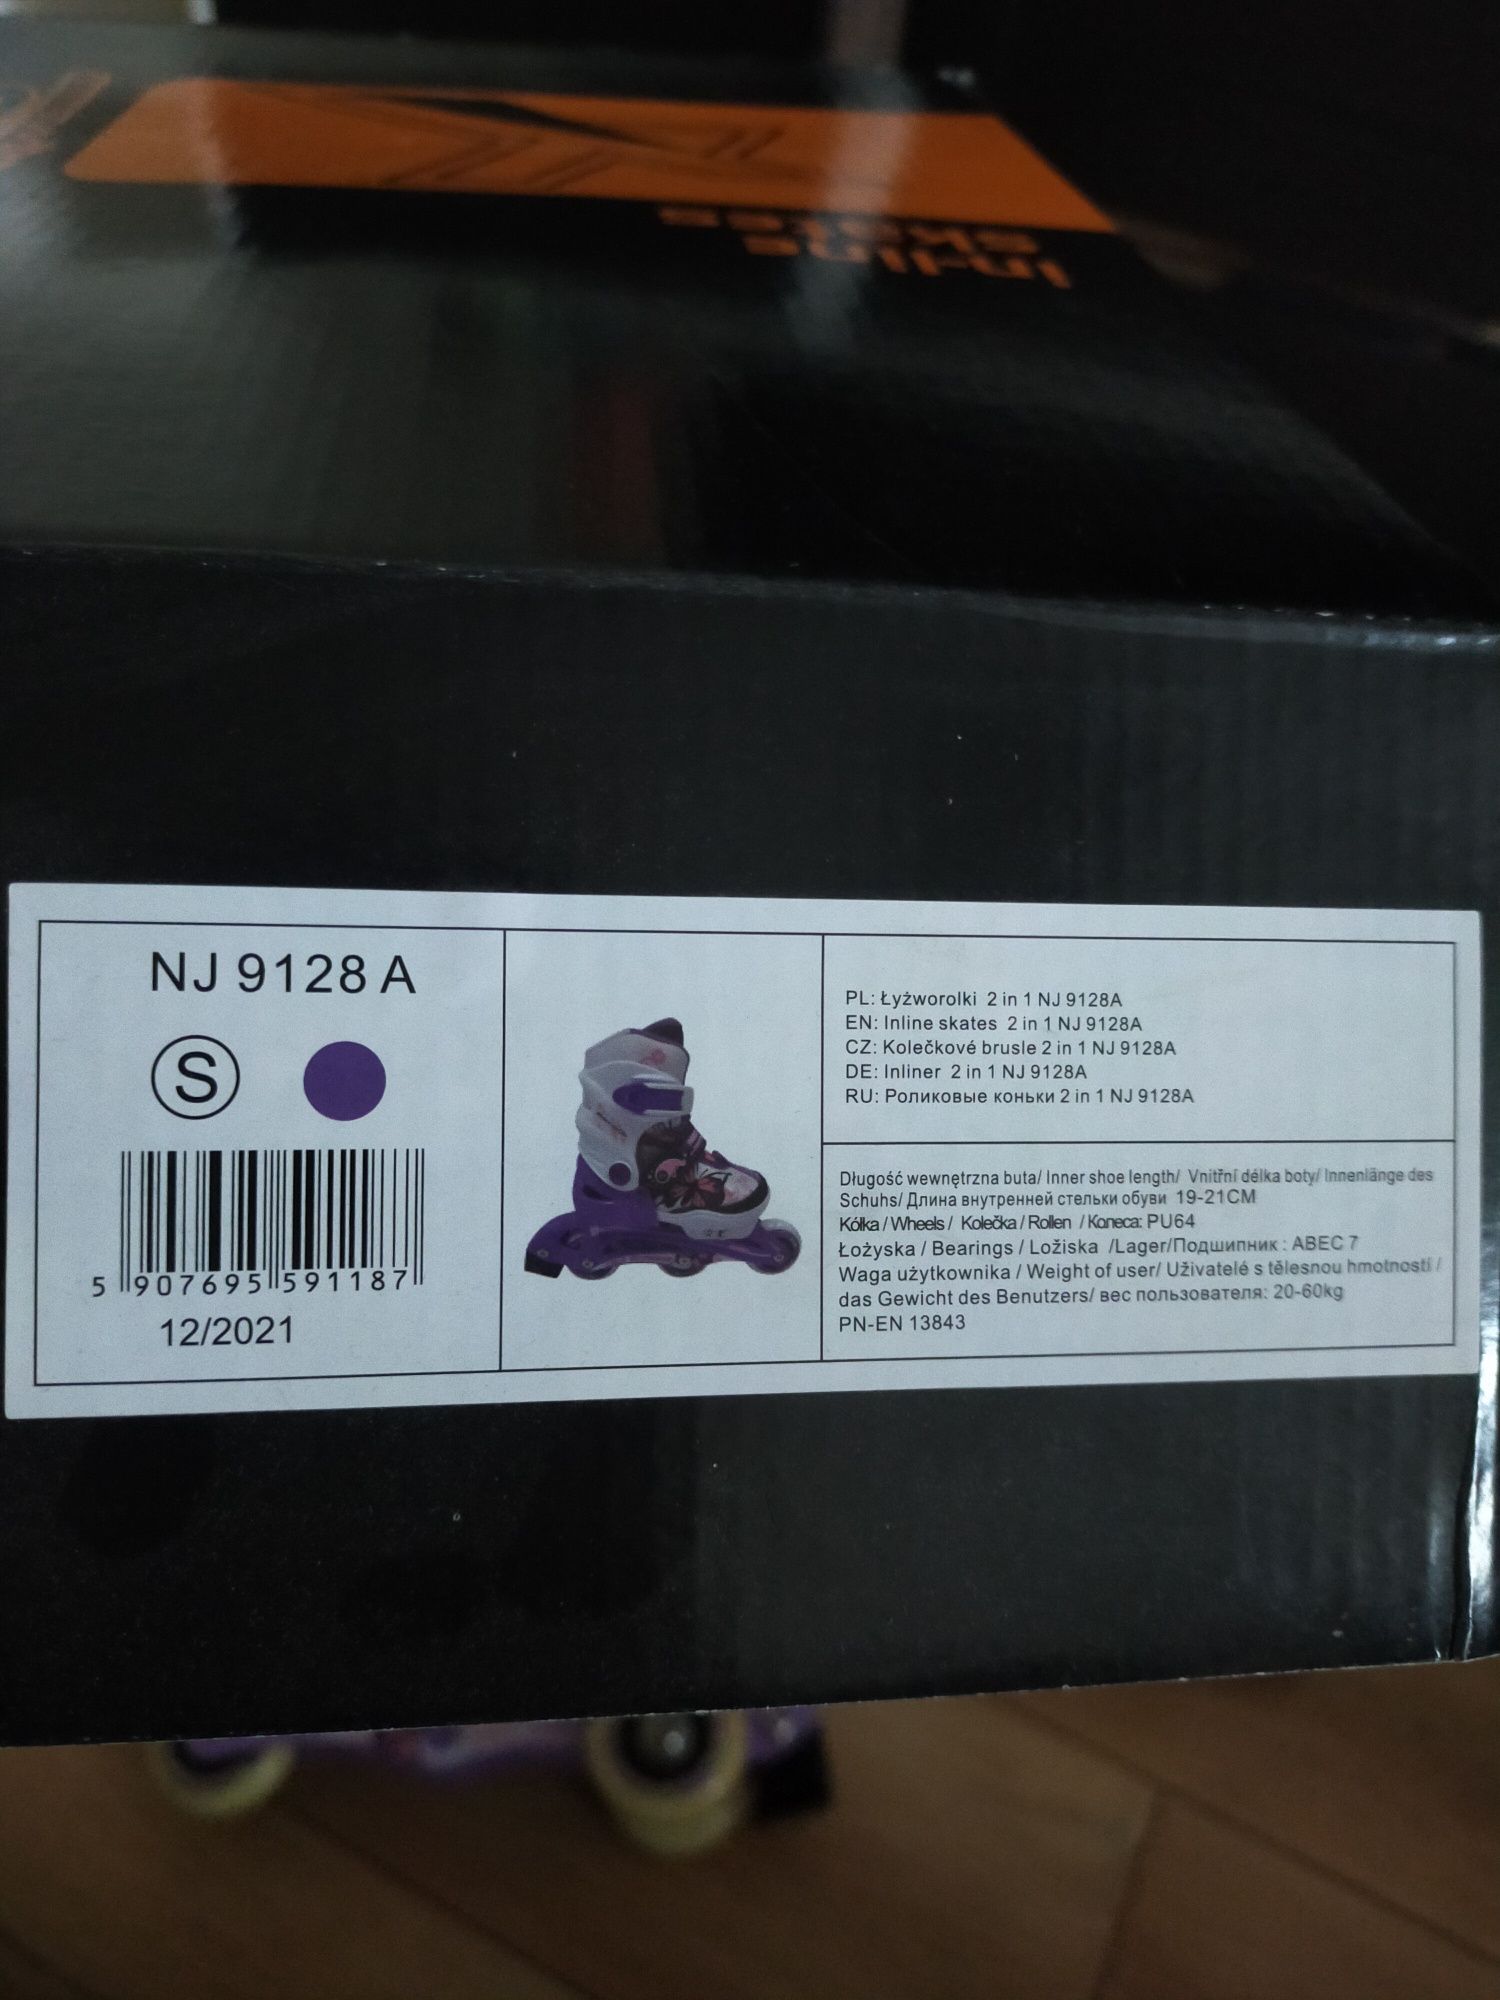 inline
skates
NJ 9128 A
S
5 907695 591187
12/2021
PL: Łyżworolki 2 in 1 NJ 9128A
EN: Inline skates 2 in 1 NJ 9128A
CZ: Kolečkové brusle 2 in 1 NJ 9128A
DE: Inliner 2 in 1 NJ 9128A
RU: Роликовые коньки 2 in 1 NJ 9128A
Długość wewnętrzna buta/ Inner shoe length/ Vnitřní délka boty/ Innenlänge des
Schuhs/ Длина внутренней стельки обуви 19-21CM
Kółka / Wheels / Kolečka / Rollen / Колеса: PU64
Łożyska / Bearings / Ložiska /Lager/Подшипник : ABEC 7
Waga użytkownika / Weight of user/ Uživatelé s tělesnou hmotností /
das Gewicht des Benutzers/ вес пользователя: 20-60kg
PN-EN 13843